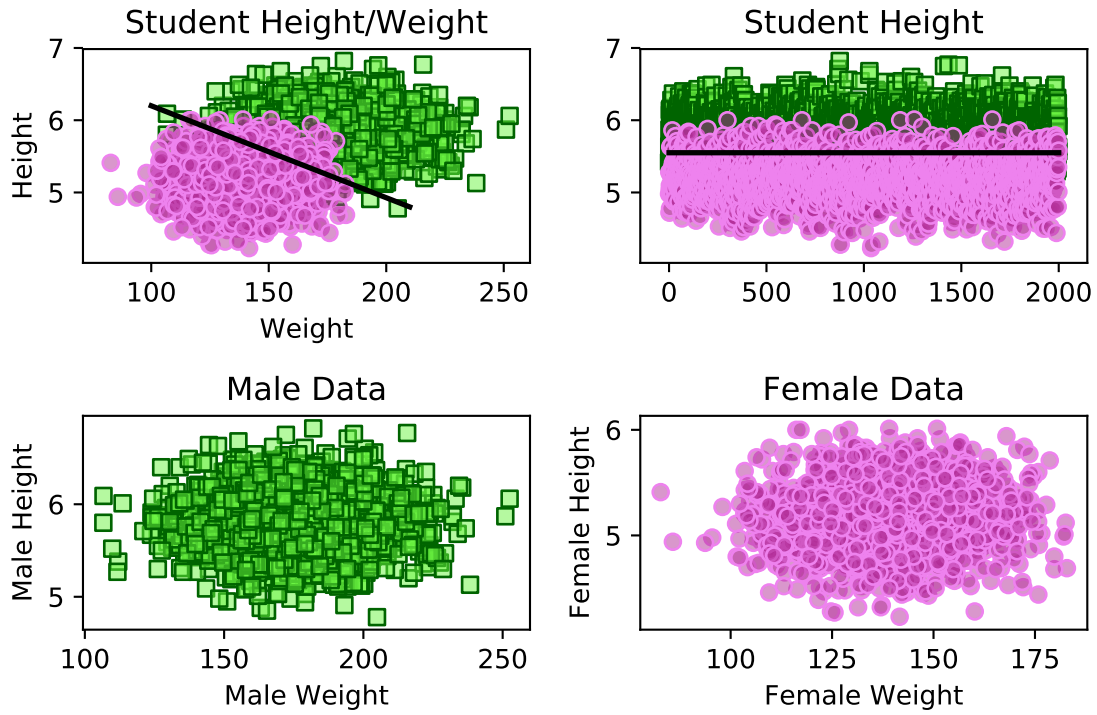 Student Height/Weight
Height
7
6
5
100 150 200 250
Weight
Student Height
7
6
5
0 500 1000 1500 2000
Male Data
Male Height
6
5
100 150 200 250
Male Weight
Female Data
Female Height
6
5
100 125 150 175
Female Weight